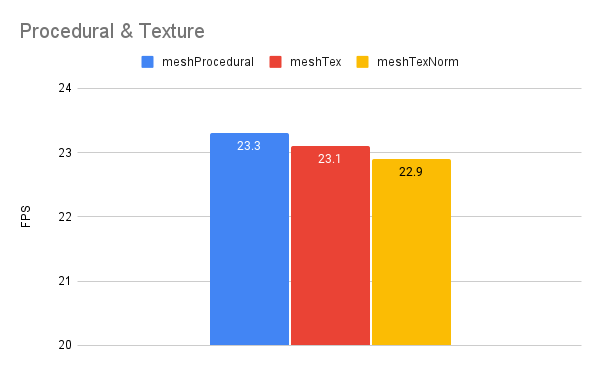 Procedural & Texture
meshProcedural meshTex meshTexNorm
24
23
22
21
20
FPS
23.3
23.1
22.9